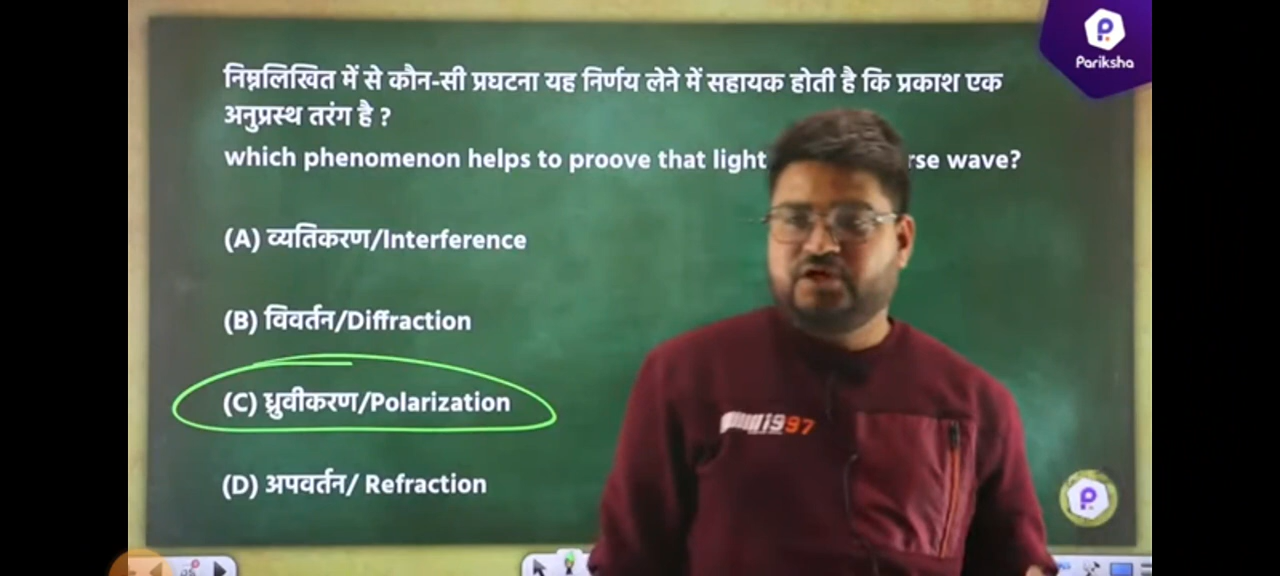 Pariksha
निम्नलिखित में से कौन-सी प्रघटना यह निर्णय लेने में सहायक होती है कि प्रकाश एक
अनुप्रस्थ तरंग है ?
which phenomenon helps to proove that light rse wave?
(A) व्यतिकरण/Interference
(B) विवर्तन/Diffraction
(C) ध्रुवीकरण/Polarization
1997
(D) अपवर्तन/ Refraction